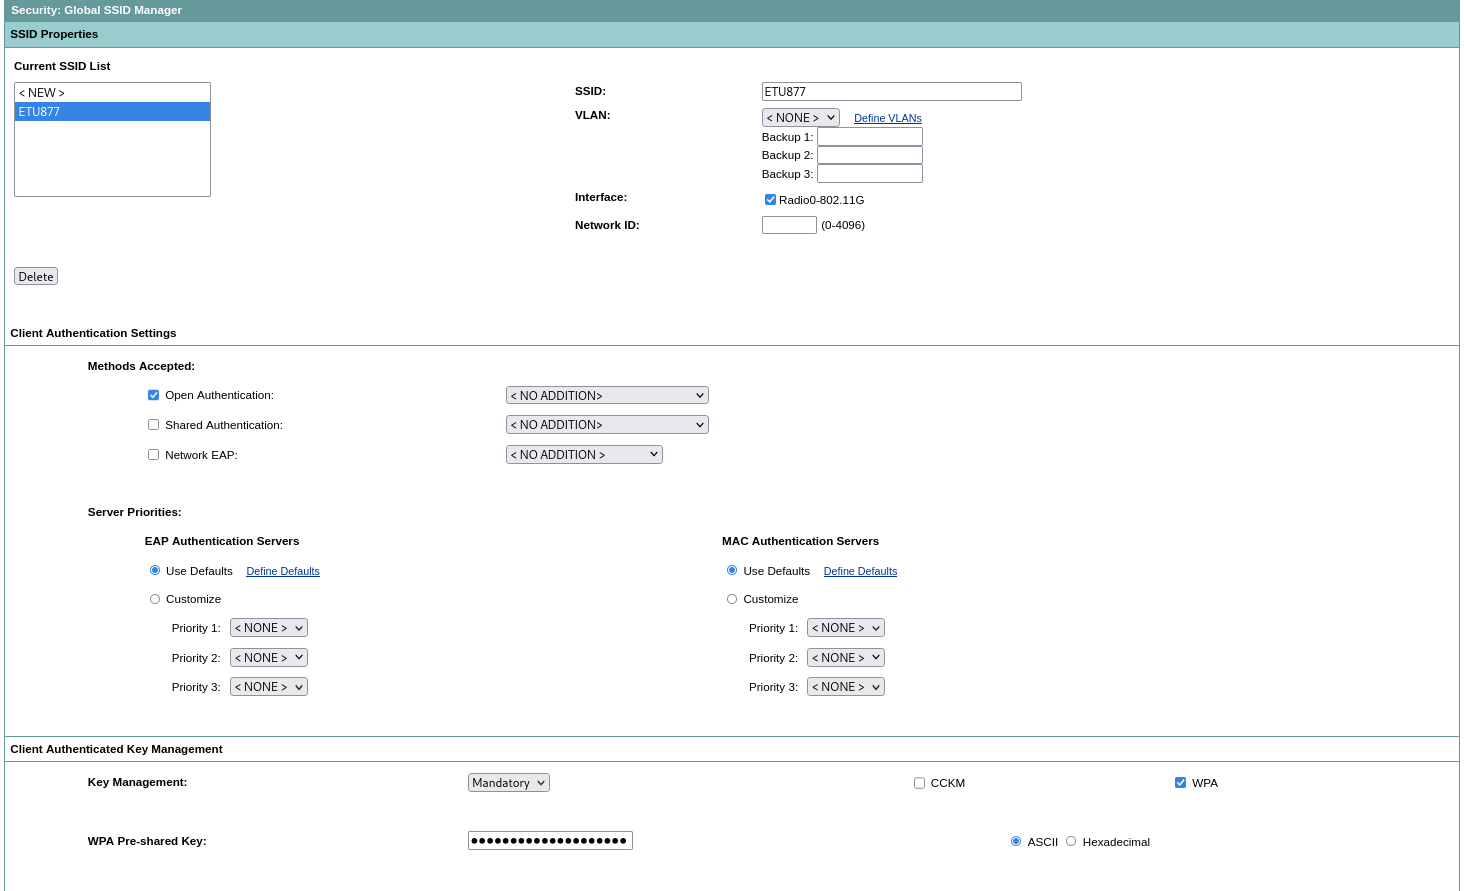 Security: Global SSID Manager
SSID Properties
Current SSID List
< NEW >
ETU877
SSID: ETU877
VLAN: < NONE > Define VLANs
Backup 1:
Backup 2:
Backup 3:
Interface: Radio0-802.11G
Network ID: (0-4096)
Delete
Client Authentication Settings
Methods Accepted:
Open Authentication: < NO ADDITION>
Shared Authentication: < NO ADDITION>
Network EAP: < NO ADDITION >
Server Priorities:
EAP Authentication Servers MAC Authentication Servers
Use Defaults Define Defaults Use Defaults Define Defaults
Customize Customize
Priority 1: < NONE > Priority 1: < NONE >
Priority 2: < NONE > Priority 2: < NONE >
Priority 3: < NONE > Priority 3: < NONE >
Client Authenticated Key Management
Key Management: Mandatory CCKM WPA
WPA Pre-shared Key: ●●●●●●●●●●●●●●●●●●●● ASCII Hexadecimal